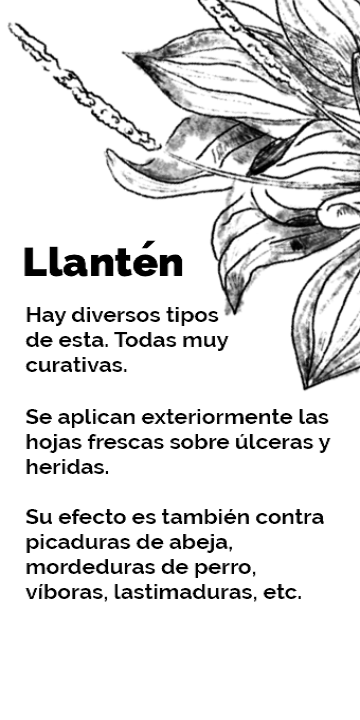 Llantén
Hay diversos tipos
de esta. Todas muy
curativas.
Se aplican exteriormente las
hojas frescas sobre úlceras y
heridas.
Su efecto es también contra
picaduras de abeja,
mordeduras de perro,
víboras, lastimaduras, etc.